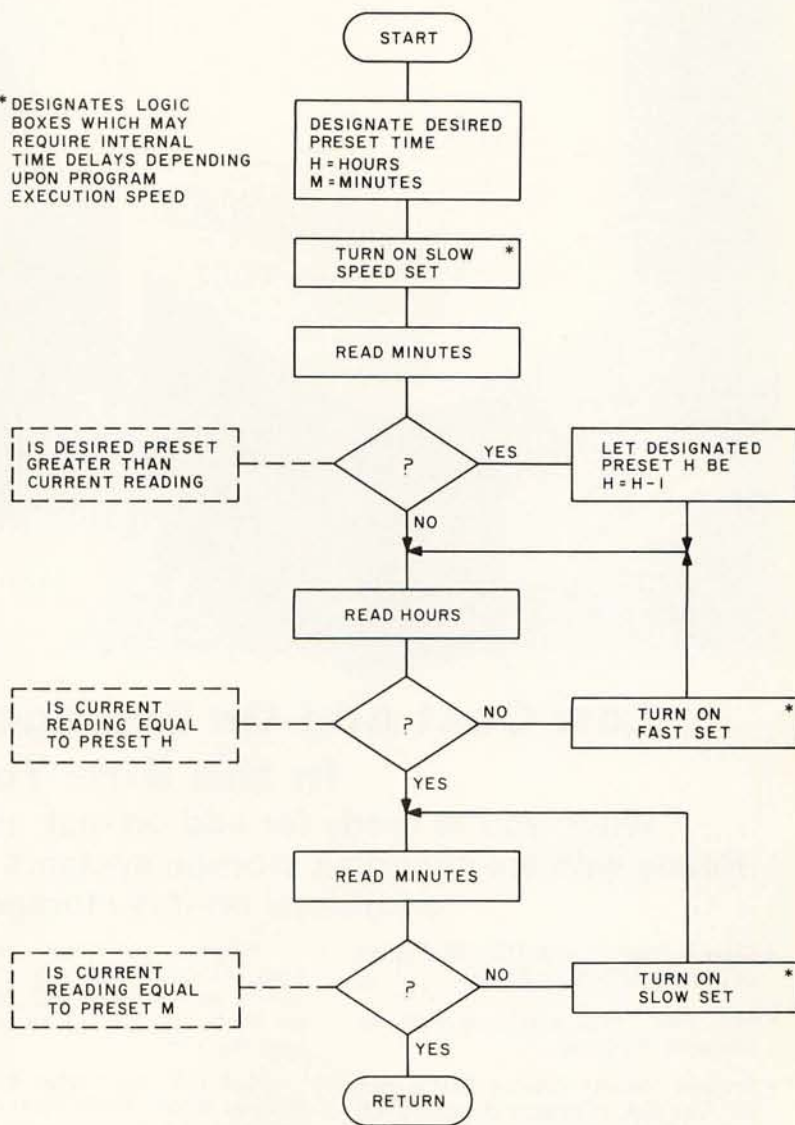 START
* DESIGNATES LOGIC
BOXES WHICH MAY
REQUIRE INTERNAL
TIME DELAYS DEPENDING
UPON PROGRAM
EXECUTION SPEED
DESIGNATE DESIRED
PRESET TIME
H = HOURS
M = MINUTES
TURN ON SLOW *
SPEED SET
READ MINUTES
IS DESIRED PRESET
GREATER THAN
CURRENT READING
?
YES
LET DESIGNATED
PRESET H BE
H = H-1
NO
READ HOURS
IS CURRENT
READING EQUAL
TO PRESET H
?
NO
TURN ON *
FAST SET
YES
READ MINUTES
IS CURRENT
READING EQUAL
TO PRESET M
?
NO
TURN ON *
SLOW SET
YES
RETURN